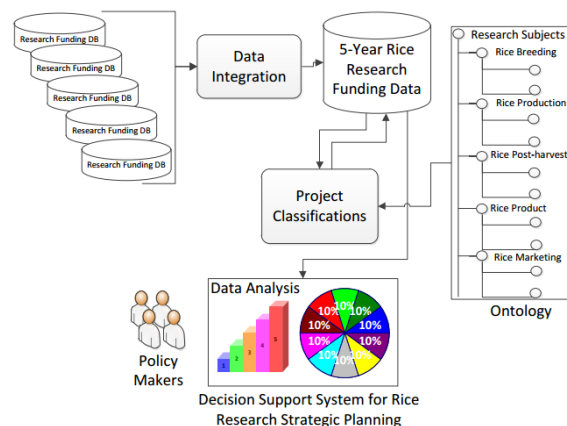 Research Funding DB
Research Funding DB
Research Funding DB
Research Funding DB
Research Funding DB
Data
Integration
5-Year Rice
Research
Funding Data
Project
Classifications
Research Subjects
Rice Breeding
Rice Production
Rice Post-harvest
Rice Product
Rice Marketing
Ontology
Policy
Makers
Data Analysis
1
2
3
4
5
10%
10%
10%
10%
10%
10%
10%
10%
10%
10%
Decision Support System for Rice
Research Strategic Planning